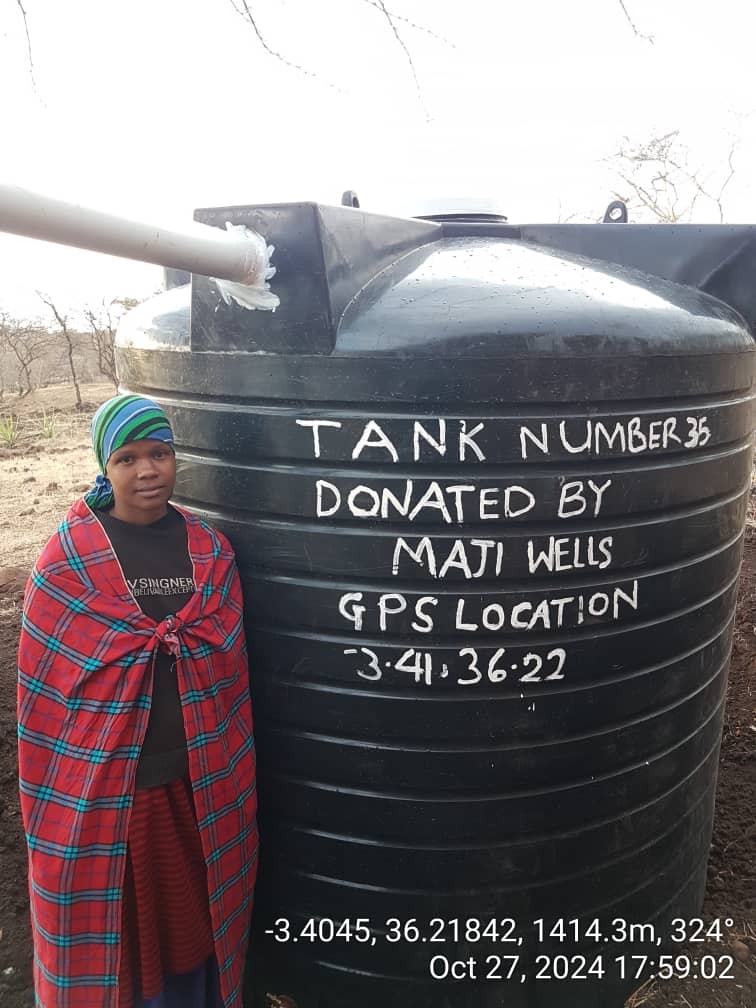 TANK NUMBER 35
DONATED BY
MAJI WELLS
GPS LOCATION
-3.41, 36.22
VSINGNER
-3.4045, 36.21842, 1414.3m, 324°
Oct 27, 2024 17:59:02